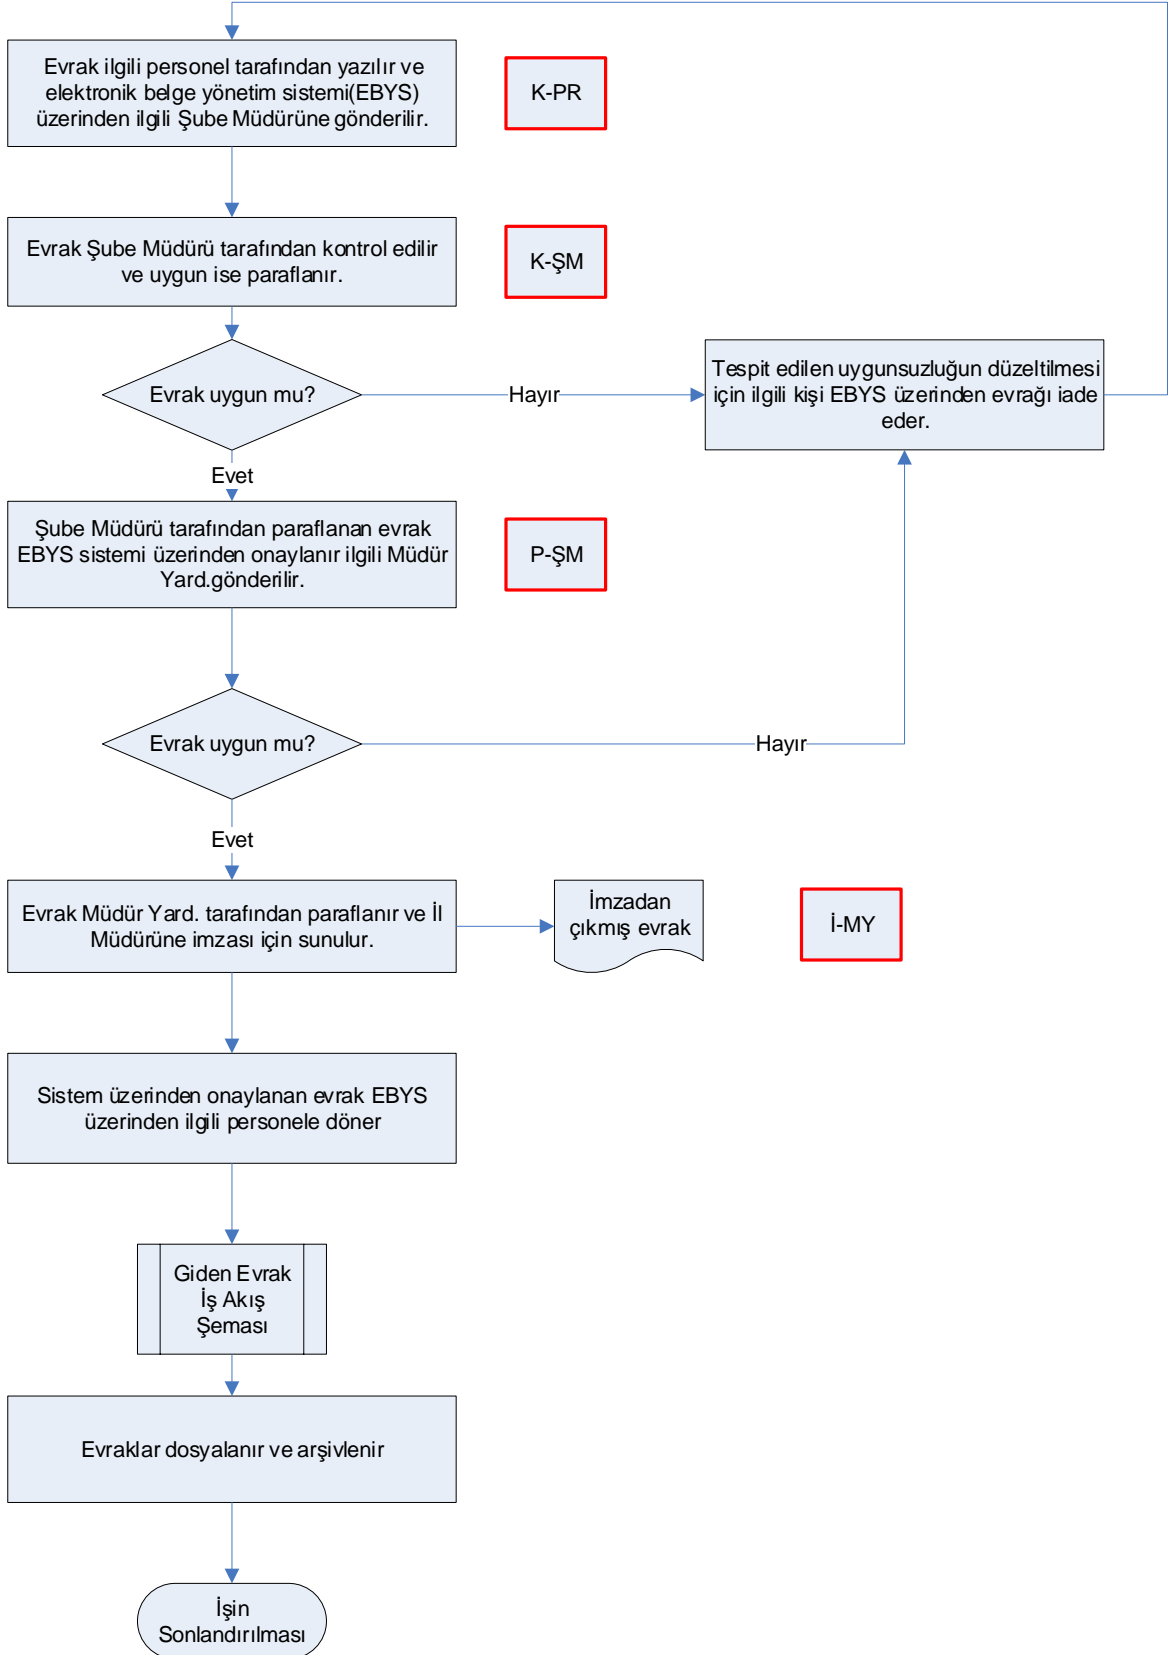 Evrak ilgili personel tarafından yazılır ve
elektronik belge yönetim sistemi(EBYS)
üzerinden ilgili Şube Müdürüne gönderilir.
K-PR
Evrak Şube Müdürü tarafından kontrol edilir
ve uygun ise paraflanır.
K-ŞM
Evrak uygun mu?
Hayır
Tespit edilen uygunsuzluğun düzeltilmesi
için ilgili kişi EBYS üzerinden evrağı iade
eder.
Evet
Şube Müdürü tarafından paraflanan evrak
EBYS sistemi üzerinden onaylanır ilgili Müdür
Yard.gönderilir.
P-ŞM
Evrak uygun mu?
Hayır
Evet
Evrak Müdür Yard. tarafından paraflanır ve İl
Müdürüne imzası için sunulur.
İmzadan
çıkmış evrak
İ-MY
Sistem üzerinden onaylanan evrak EBYS
üzerinden ilgili personele döner
Giden Evrak
İş Akış
Şeması
Evraklar dosyalanır ve arşivlenir
İşin
Sonlandırılması